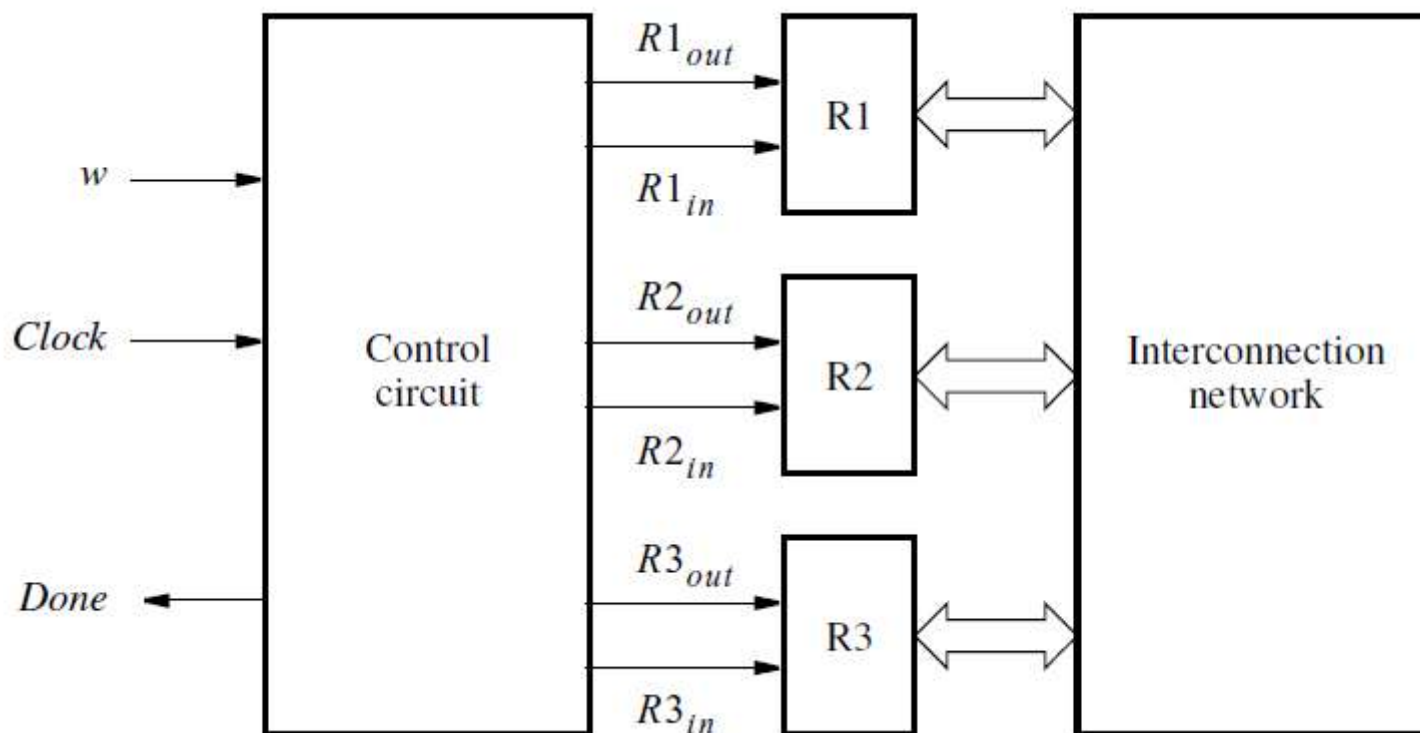 R1out
R1
w
R1in
R2out
Clock
Control
circuit
R2
Interconnection
network
R2in
R3out
Done
R3
R3in